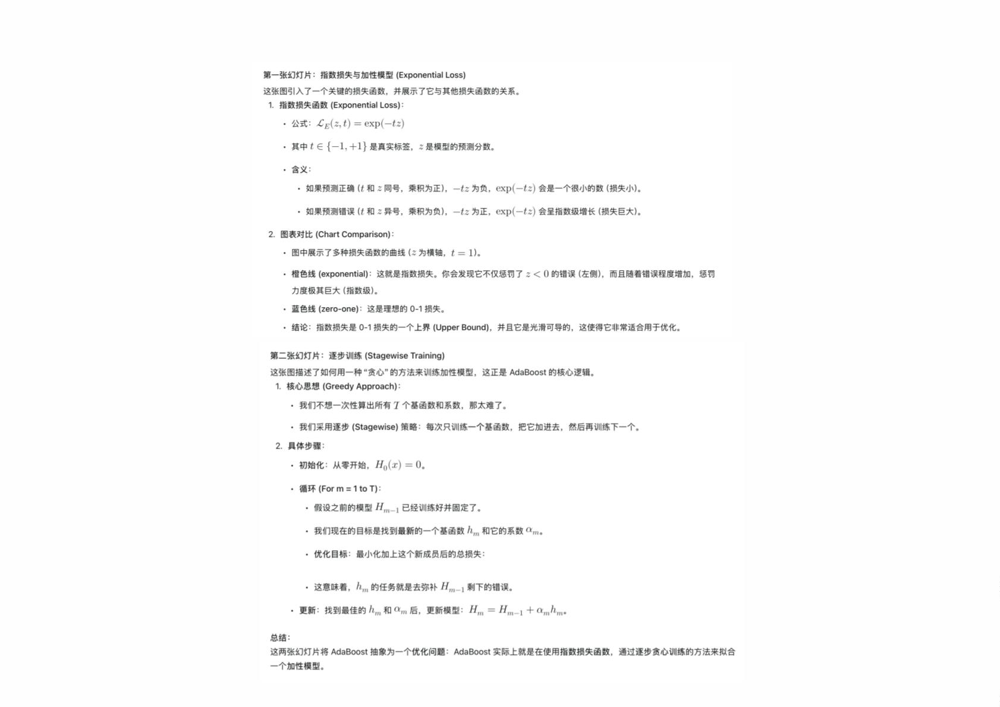 第一张幻灯片：指数损失与加性模型 (Exponential Loss)
这张图引入了一个关键的损失函数，并展示了它与其他损失函数的关系。
1. 指数损失函数 (Exponential Loss)：
• 公式：ℒ_E(z, t) = exp(−tz)
• 其中 t ∈ {−1, +1} 是真实标签，z 是模型的预测分数。
• 含义：
• 如果预测正确 (t 和 z 同号，乘积为正)，−tz 为负，exp(−tz) 会是一个很小的数 (损失小)。
• 如果预测错误 (t 和 z 异号，乘积为负)，−tz 为正，exp(−tz) 会呈指数级增长 (损失巨大)。
2. 图表对比 (Chart Comparison)：
• 图中展示了多种损失函数的曲线 (z 为横轴，t = 1)。
• 橙色线 (exponential)：这就是指数损失。你会发现它不仅惩罚了 z < 0 的错误 (左侧)，而且随着错误程度增加，惩罚
力度极其巨大 (指数级)。
• 蓝色线 (zero-one)：这是理想的 0-1 损失。
• 结论：指数损失是 0-1 损失的一个上界 (Upper Bound)，并且它是光滑可导的，这使得它非常适合用于优化。
第二张幻灯片：逐步训练 (Stagewise Training)
这张图描述了如何用一种“贪心”的方法来训练加性模型，这正是 AdaBoost 的核心逻辑。
1. 核心思想 (Greedy Approach)：
• 我们不想一次性算出所有 T 个基函数和系数，那太难了。
• 我们采用逐步 (Stagewise) 策略：每次只训练一个基函数，把它加进去，然后再训练下一个。
2. 具体步骤：
• 初始化：从零开始，H_0(x) = 0。
• 循环 (For m = 1 to T)：
• 假设之前的模型 H_{m−1} 已经训练好并固定了。
• 我们现在的目标是找到最新的一个基函数 h_m 和它的系数 α_m。
• 优化目标：最小化加上这个新成员后的总损失：
• 这意味着，h_m 的任务就是去弥补 H_{m−1} 剩下的错误。
• 更新：找到最佳的 h_m 和 α_m 后，更新模型：H_m = H_{m−1} + α_m h_m。
总结：
这两张幻灯片将 AdaBoost 抽象为一个优化问题：AdaBoost 实际上就是在使用指数损失函数，通过逐步贪心训练的方法来拟合
一个加性模型。